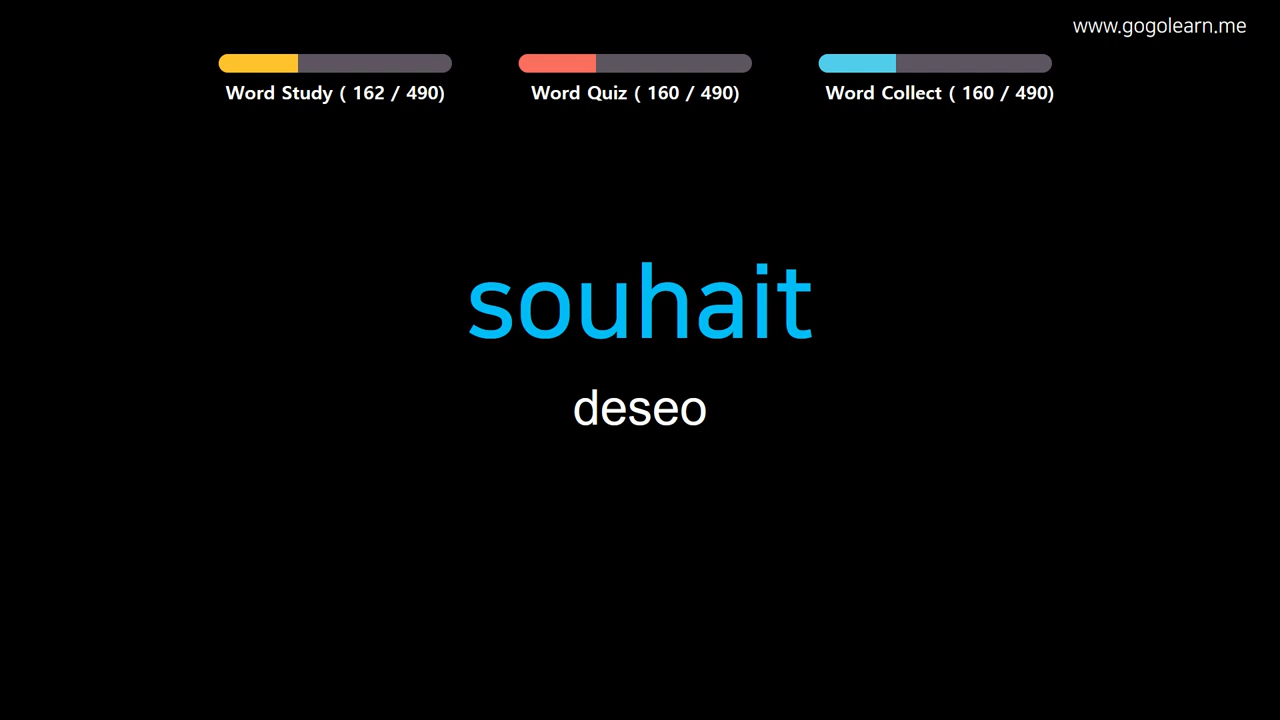 www.gogolearn.me
Word Study ( 162 / 490)
Word Quiz ( 160 / 490)
Word Collect ( 160 / 490)
souhait
deseo